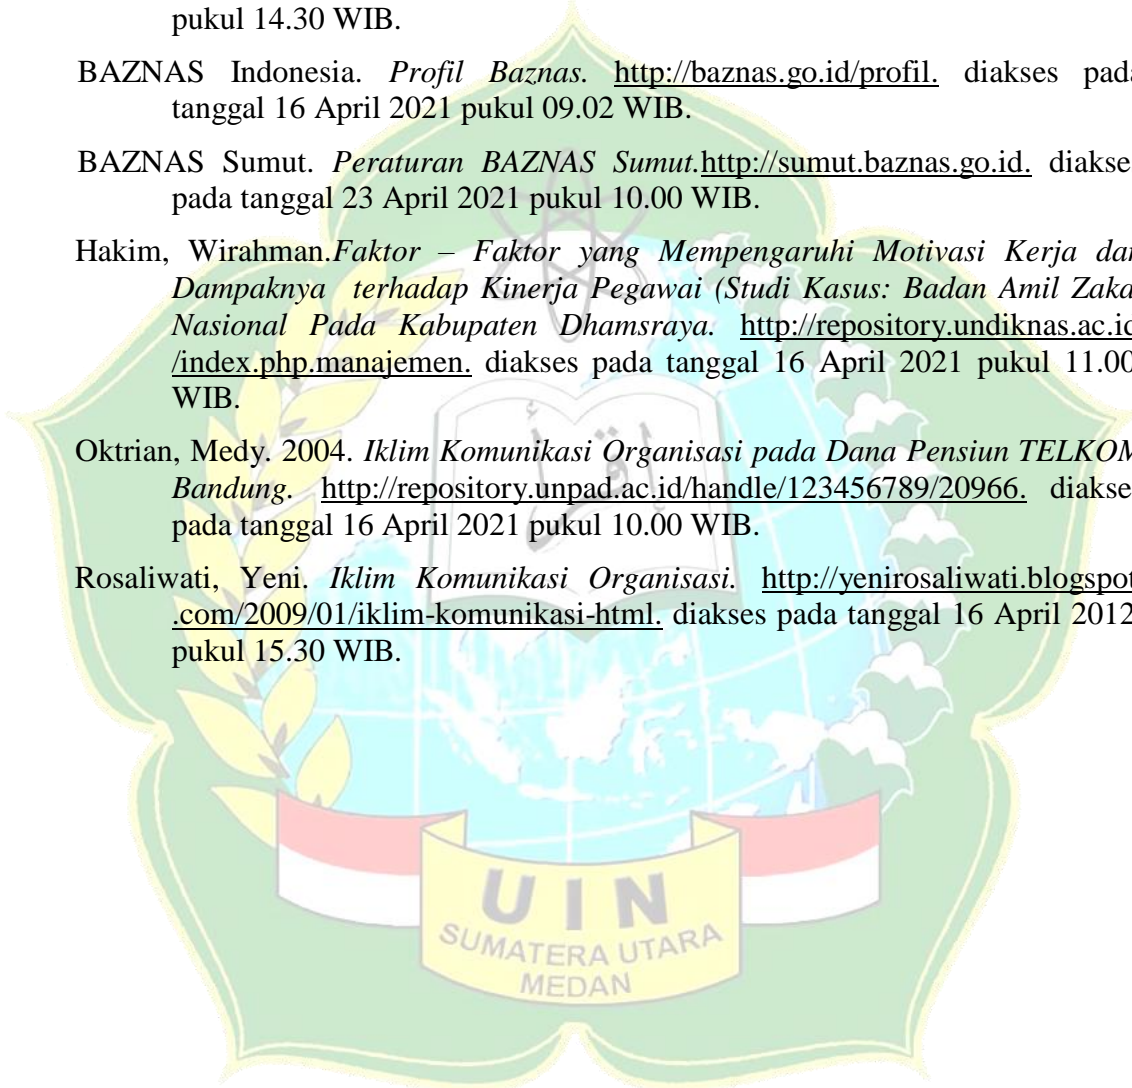 pukul 14.30 WIB.
BAZNAS Indonesia. Profil Baznas. http://baznas.go.id/profil. diakses pada
tanggal 16 April 2021 pukul 09.02 WIB.
BAZNAS Sumut. Peraturan BAZNAS Sumut.http://sumut.baznas.go.id. diakses
pada tanggal 23 April 2021 pukul 10.00 WIB.
Hakim, Wirahman.Faktor – Faktor yang Mempengaruhi Motivasi Kerja dan
Dampaknya terhadap Kinerja Pegawai (Studi Kasus: Badan Amil Zakat
Nasional Pada Kabupaten Dhamsraya. http://repository.undiknas.ac.id
/index.php.manajemen. diakses pada tanggal 16 April 2021 pukul 11.00
WIB.
Oktrian, Medy. 2004. Iklim Komunikasi Organisasi pada Dana Pensiun TELKOM
Bandung. http://repository.unpad.ac.id/handle/123456789/20966. diakses
pada tanggal 16 April 2021 pukul 10.00 WIB.
Rosaliwati, Yeni. Iklim Komunikasi Organisasi. http://yenirosaliwati.blogspot
.com/2009/01/iklim-komunikasi-html. diakses pada tanggal 16 April 2012
pukul 15.30 WIB.
إقرأ
UIN
SUMATERA UTARA
MEDAN